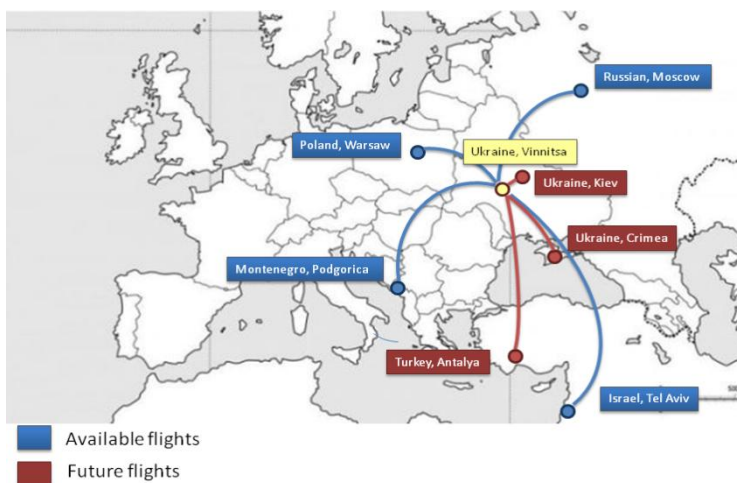 Russian, Moscow
Poland, Warsaw
Ukraine, Vinnitsa
Ukraine, Kiev
Ukraine, Crimea
Montenegro, Podgorica
Turkey, Antalya
Israel, Tel Aviv
Available flights
Future flights